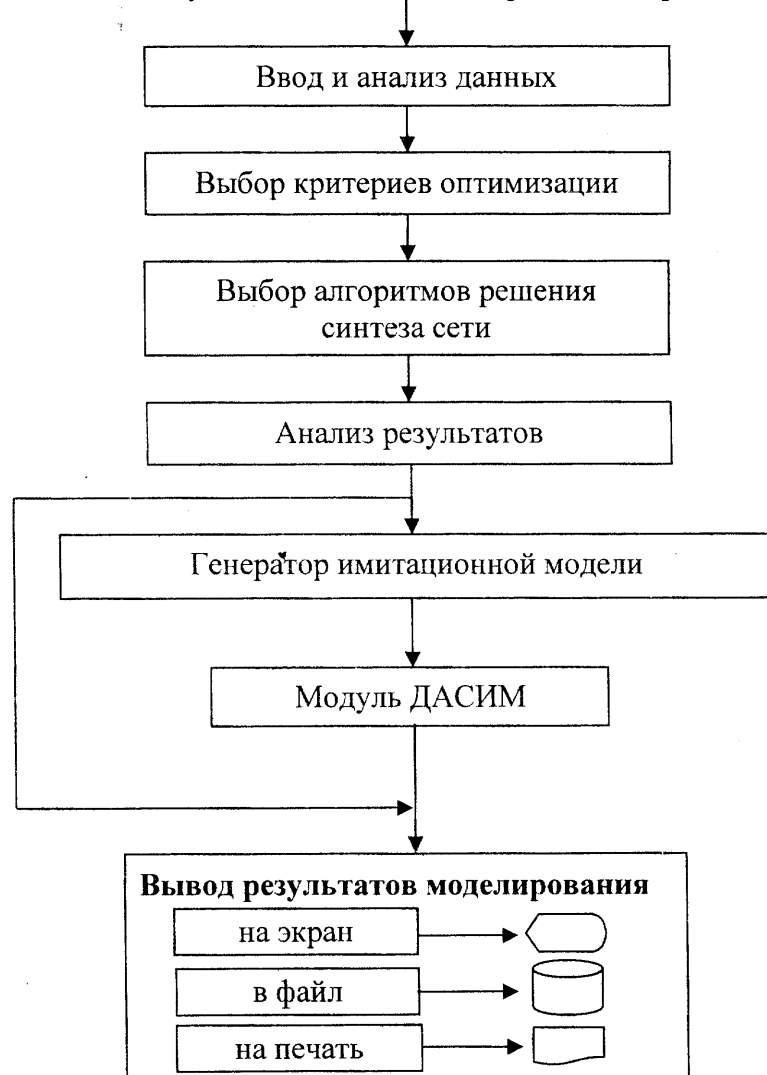 Ввод и анализ данных
Выбор критериев оптимизации
Выбор алгоритмов решения
синтеза сети
Анализ результатов
Генератор имитационной модели
Модуль ДАСИМ
Вывод результатов моделирования
на экран
в файл
на печать